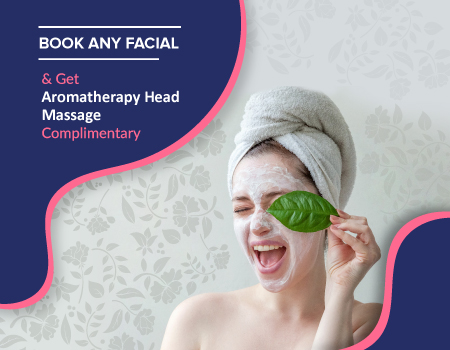 BOOK ANY FACIAL
& Get
Aromatherapy Head
Massage
Complimentary